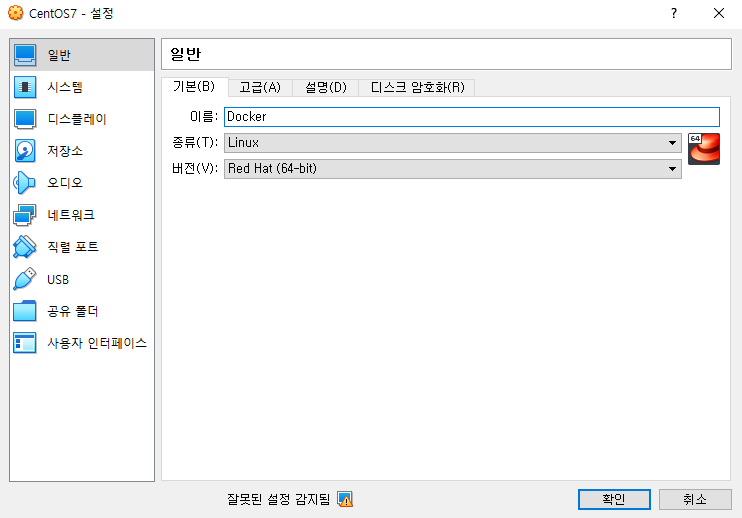 CentOS7 - 설정
일반
시스템
디스플레이
저장소
오디오
네트워크
직렬 포트
USB
공유 폴더
사용자 인터페이스
일반
기본(B) 고급(A) 설명(D) 디스크 암호화(R)
이름: Docker
종류(T): Linux
64
버전(V): Red Hat (64-bit)
잘못된 설정 감지됨
확인 취소